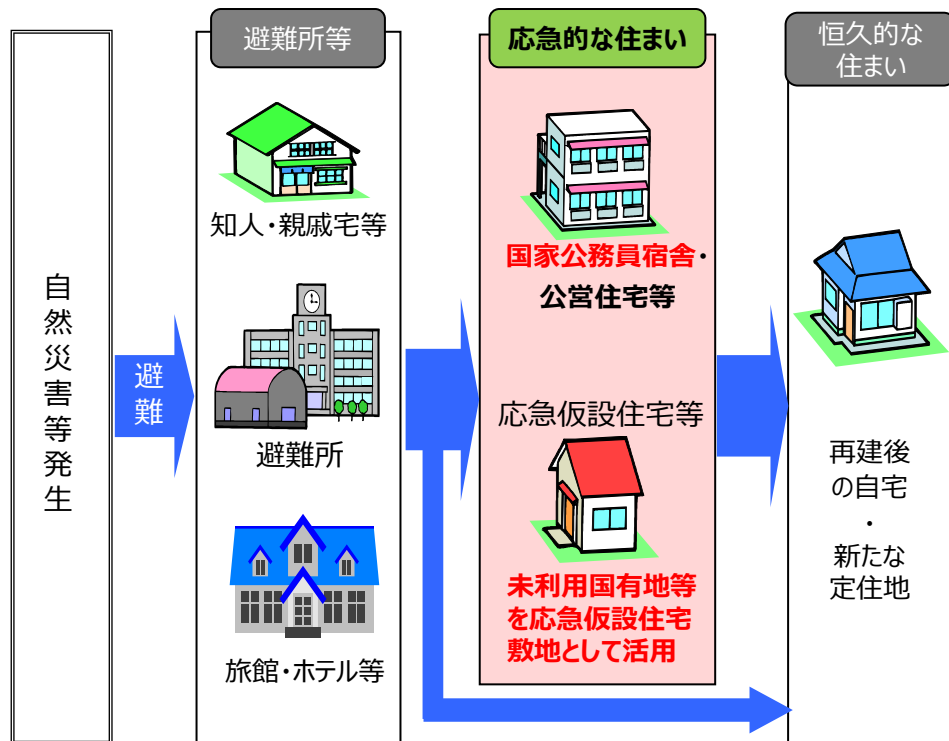 自然災害等発生
避難
避難所等
知人・親戚宅等
避難所
旅館・ホテル等
応急的な住まい
国家公務員宿舎・
公営住宅等
応急仮設住宅等
未利用国有地等
を応急仮設住宅
敷地として活用
恒久的な
住まい
再建後
の自宅
・
新たな
定住地